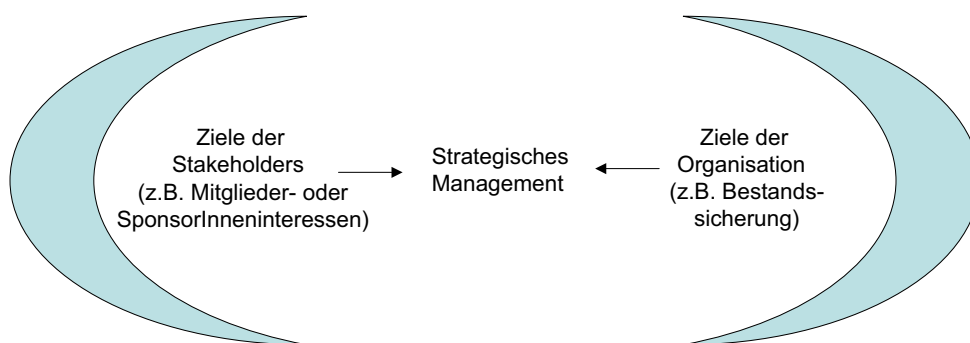 Ziele der
Stakeholders
(z.B. Mitglieder- oder
SponsorInneninteressen)
Strategisches
Management
Ziele der
Organisation
(z.B. Bestands-
sicherung)